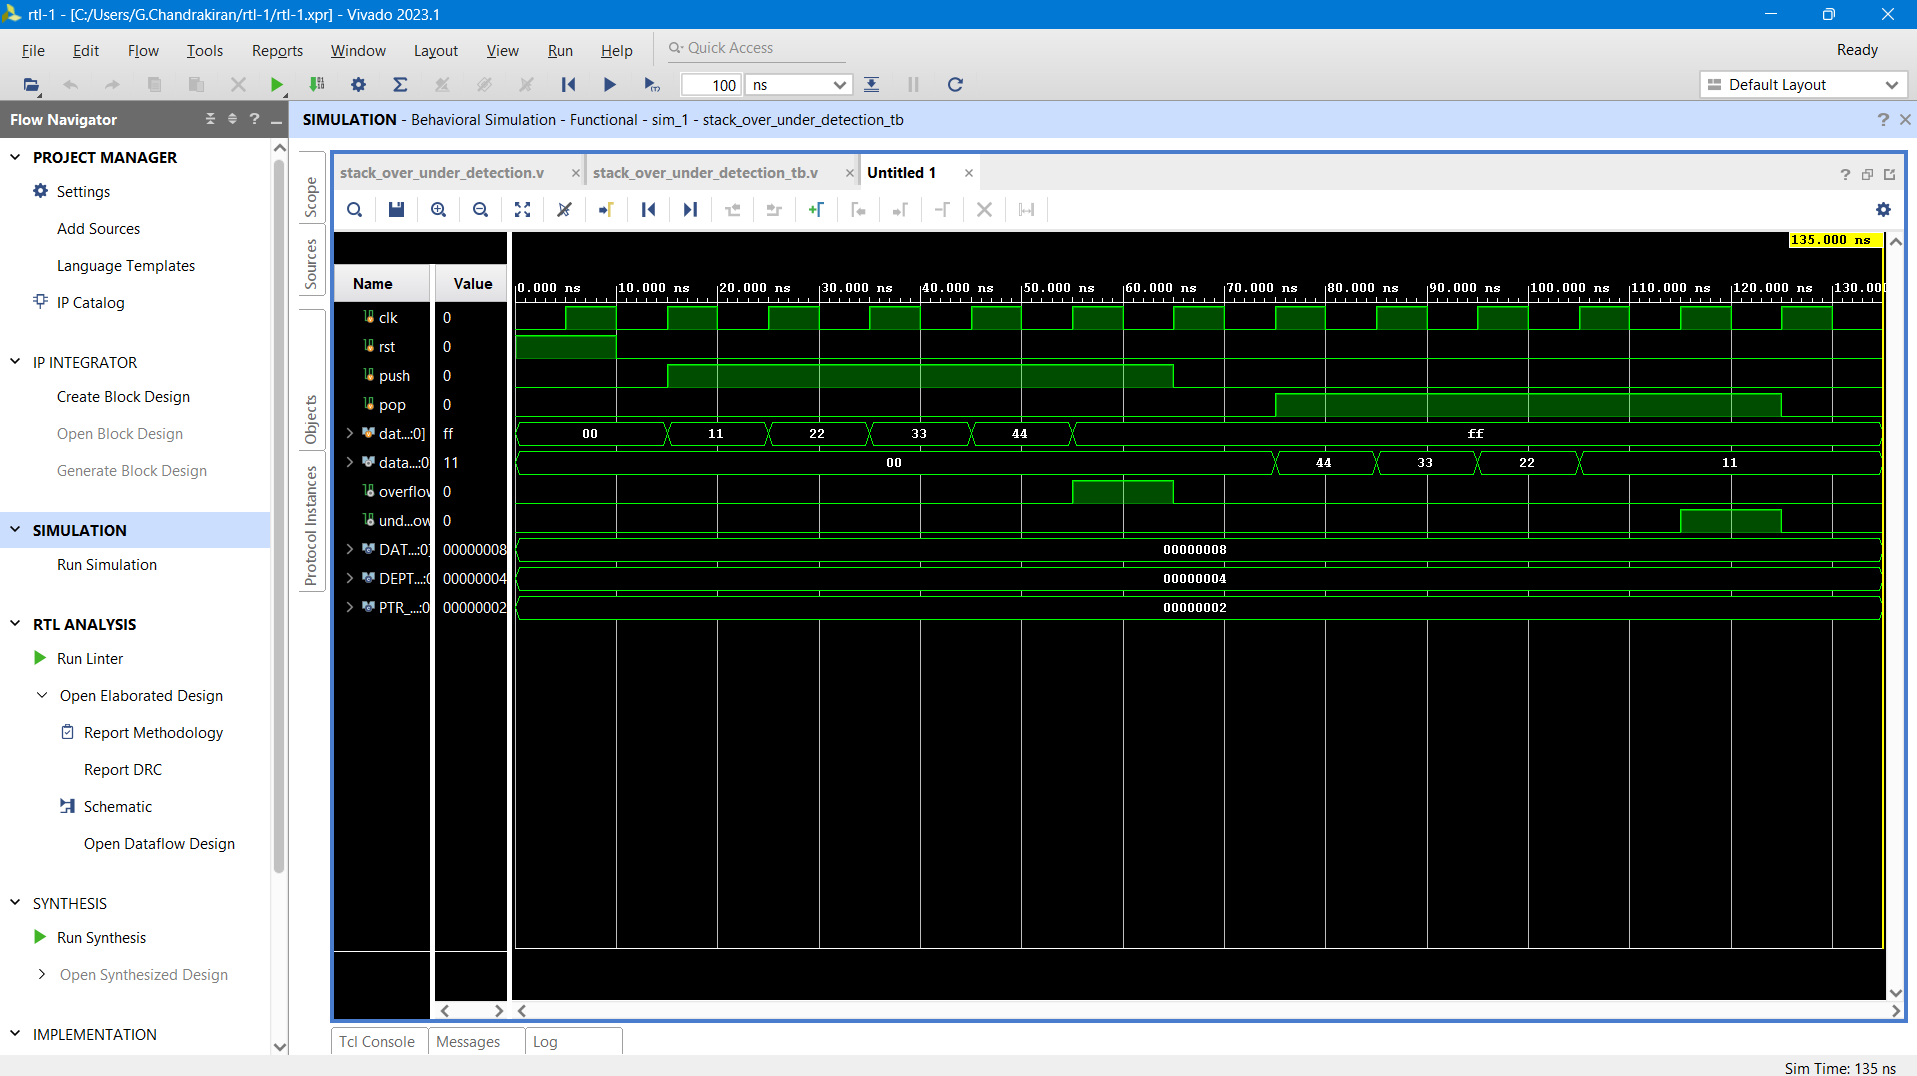 rtl-1 - [C:/Users/G.Chandrakiran/rtl-1/rtl-1.xpr] - Vivado 2023.1
File Edit Flow Tools Reports Window Layout View Run Help Quick Access Ready
100 ns Default Layout
Flow Navigator
PROJECT MANAGER
Settings
Add Sources
Language Templates
IP Catalog
IP INTEGRATOR
Create Block Design
Open Block Design
Generate Block Design
SIMULATION
Run Simulation
RTL ANALYSIS
Run Linter
Open Elaborated Design
Report Methodology
Report DRC
Schematic
Open Dataflow Design
SYNTHESIS
Run Synthesis
Open Synthesized Design
IMPLEMENTATION
SIMULATION - Behavioral Simulation - Functional - sim_1 - stack_over_under_detection_tb
Scope
Sources
Objects
Protocol Instances
stack_over_under_detection.v stack_over_under_detection_tb.v Untitled 1
135.000 ns
Name Value 0.000 ns 10.000 ns 20.000 ns 30.000 ns 40.000 ns 50.000 ns 60.000 ns 70.000 ns 80.000 ns 90.000 ns 100.000 ns 110.000 ns 120.000 ns 130.00
clk 0
rst 0
push 0
pop 0
dat...:0] ff 00 11 22 33 44 ff
data...:0 11 00 44 33 22 11
overflo 0
und...ow 0
DAT...:0] 00000008 00000008
DEPT...:0 00000004 00000004
PTR_...:0 00000002 00000002
Tcl Console Messages Log
Sim Time: 135 ns